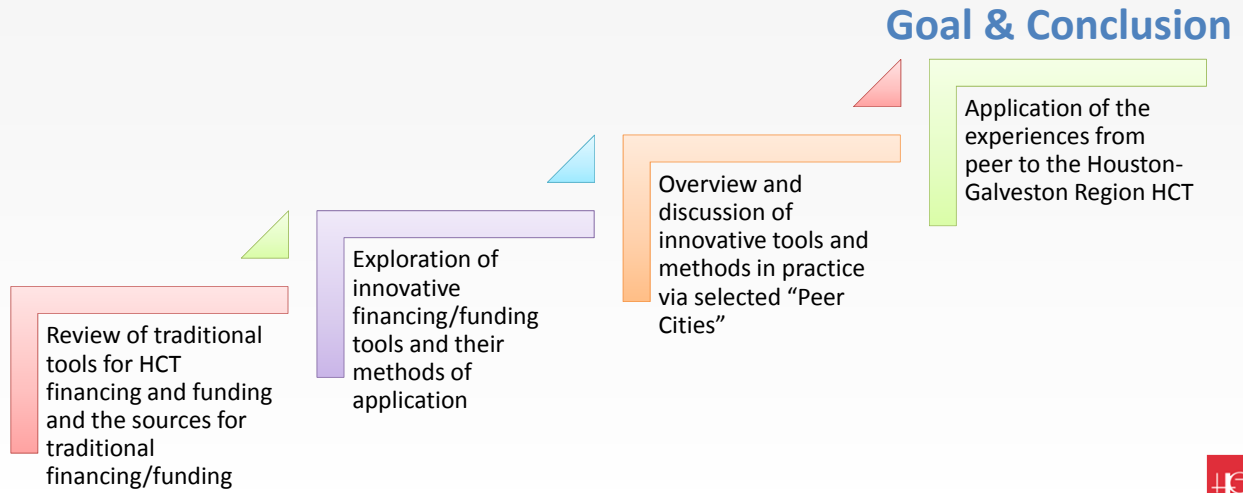 Goal & Conclusion
Review of traditional
tools for HCT
financing and funding
and the sources for
traditional
financing/funding
Exploration of
innovative
financing/funding
tools and their
methods of
application
Overview and
discussion of
innovative tools and
methods in practice
via selected “Peer
Cities”
Application of the
experiences from
peer to the Houston-
Galveston Region HCT